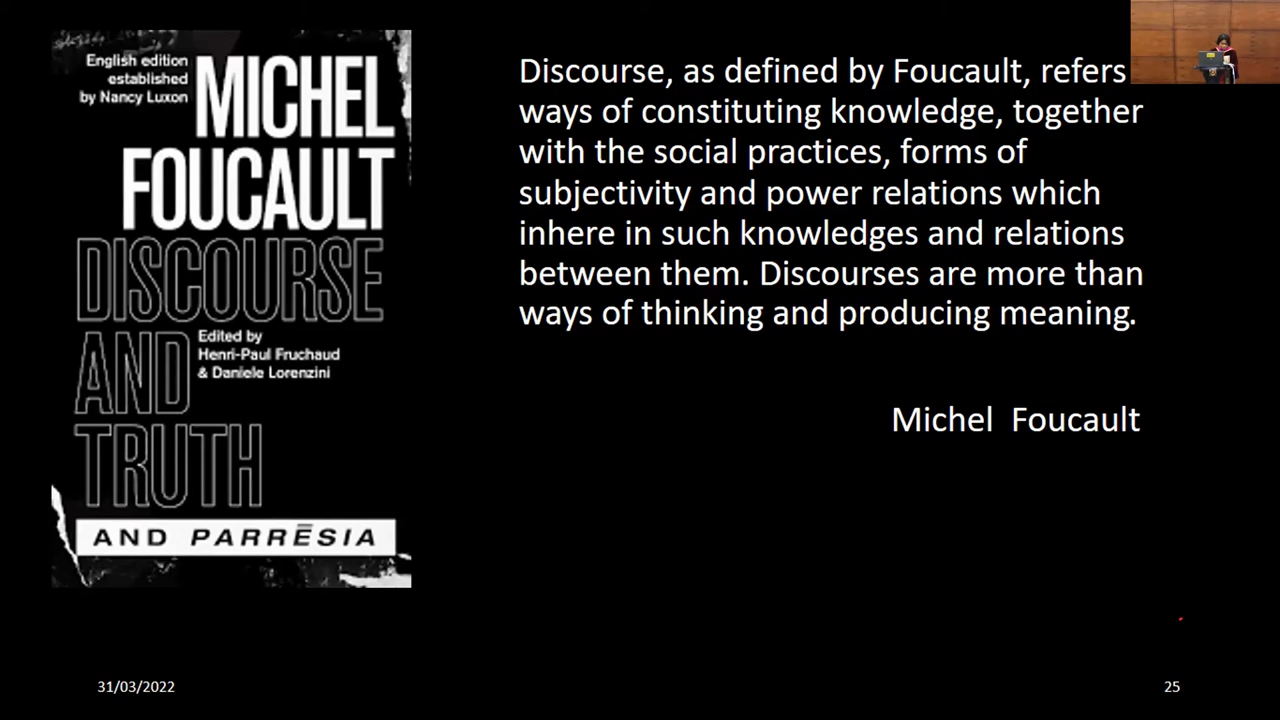 English edition
established
by Nancy Luxon
MICHEL
FOUCAULT
DISCOURSE
AND
Edited by
Henri-Paul Fruchaud
& Daniele Lorenzini
TRUTH
AND PARRĒSIA
Discourse, as defined by Foucault, refers
ways of constituting knowledge, together
with the social practices, forms of
subjectivity and power relations which
inhere in such knowledges and relations
between them. Discourses are more than
ways of thinking and producing meaning.
Michel Foucault
31/03/2022
25